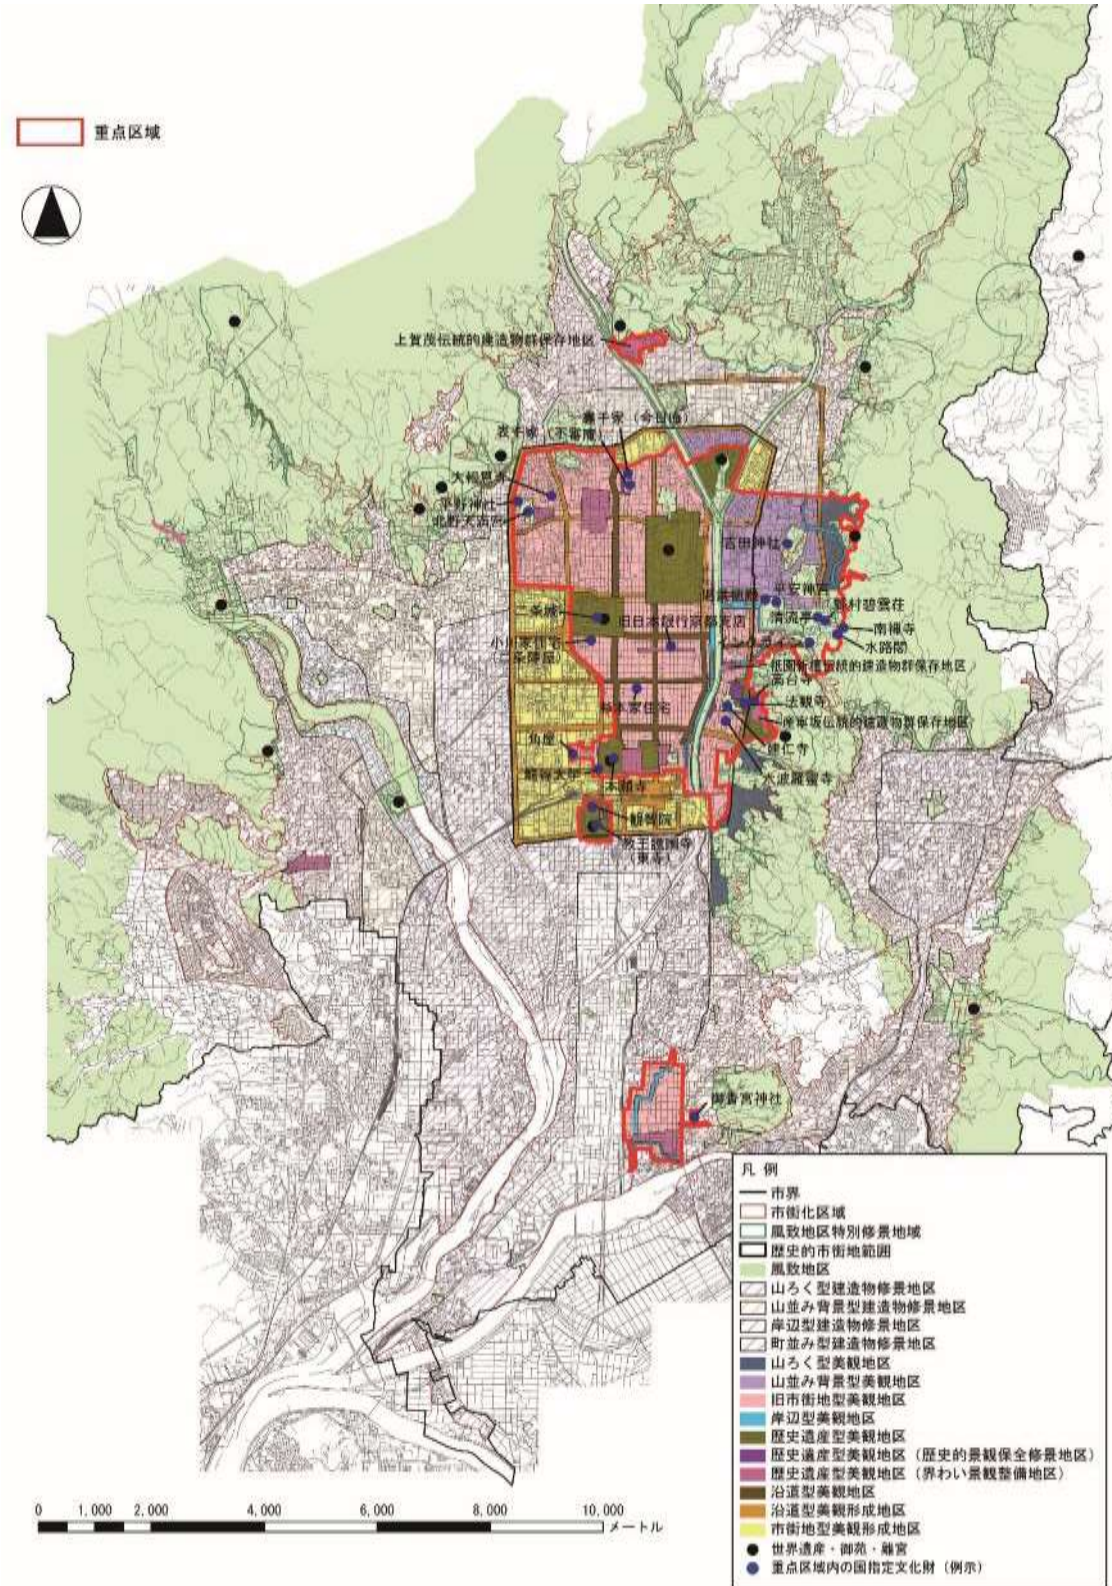 重点区域
上賀茂伝統的建造物群保存地区
裏千家（今日庵）
表千家（不審庵）
大報恩寺
平野神社
北野天満宮
吉田神社
平安神宮
野村碧雲荘
清流亭
南禅寺
水路閣
二条城
旧日本銀行京都支店
小川家住宅
（二条陣屋）
祇園新橋伝統的建造物群保存地区
高台寺
法観寺
産寧坂伝統的建造物群保存地区
杉本家住宅
建仁寺
六波羅蜜寺
角屋
龍谷大学
本願寺
観智院
教王護国寺
（東寺）
御香宮神社
凡 例
市界
市街化区域
風致地区特別修景地域
歴史的市街地範囲
風致地区
山ろく型建造物修景地区
山並み背景型建造物修景地区
岸辺型建造物修景地区
町並み型建造物修景地区
山ろく型美観地区
山並み背景型美観地区
旧市街地型美観地区
岸辺型美観地区
歴史遺産型美観地区
歴史遺産型美観地区（歴史的景観保全修景地区）
歴史遺産型美観地区（界わい景観整備地区）
沿道型美観地区
沿道型美観形成地区
市街地型美観形成地区
世界遺産・御苑・離宮
重点区域内の国指定文化財（例示）
0 1,000 2,000 4,000 6,000 8,000 10,000
メートル